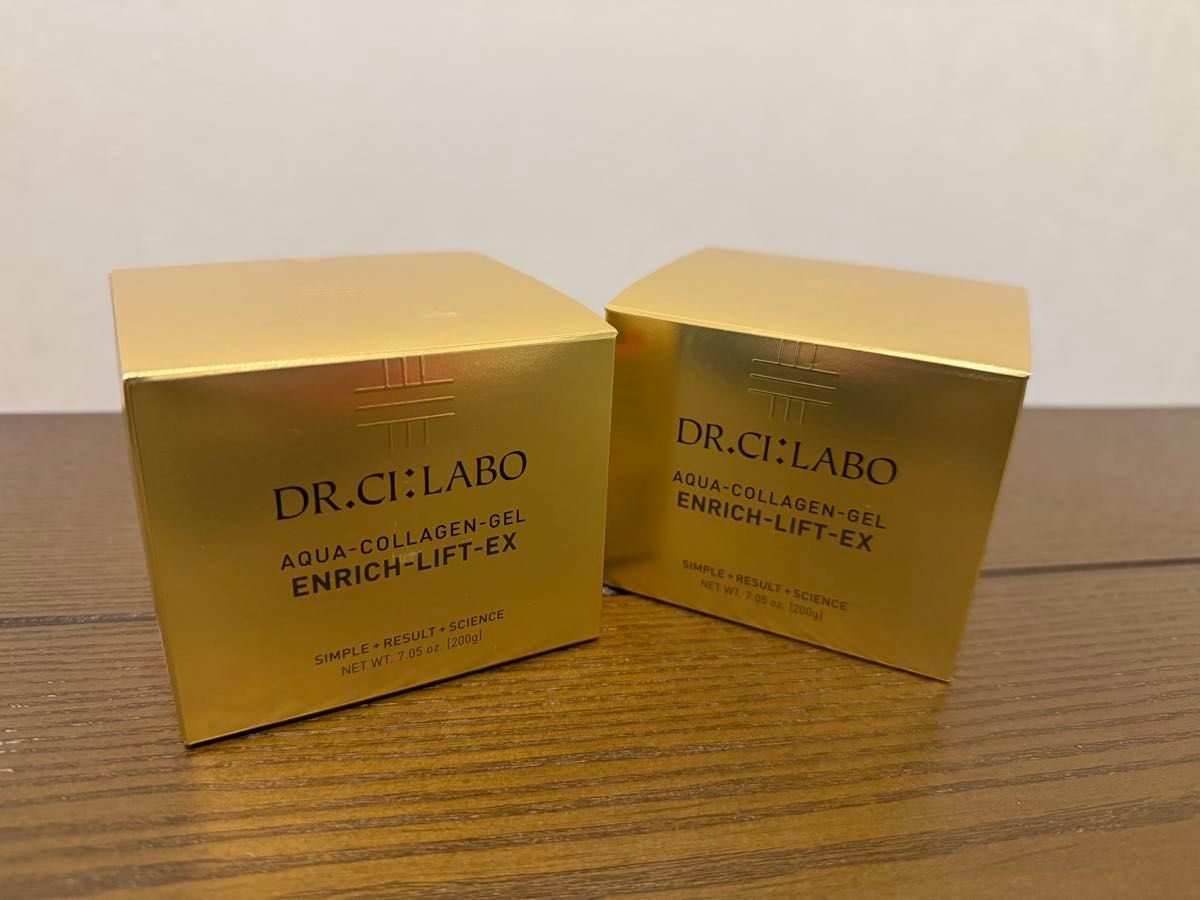 DR.CI:LABO
AQUA-COLLAGEN-GEL
ENRICH-LIFT-EX
SIMPLE+RESULT+SCIENCE
NET WT. 7.05 oz. [200g]
DR.CI:LABO
AQUA-COLLAGEN-GEL
ENRICH-LIFT-EX
SIMPLE+RESULT+SCIENCE
NET WT. 7.05 oz. [200g]